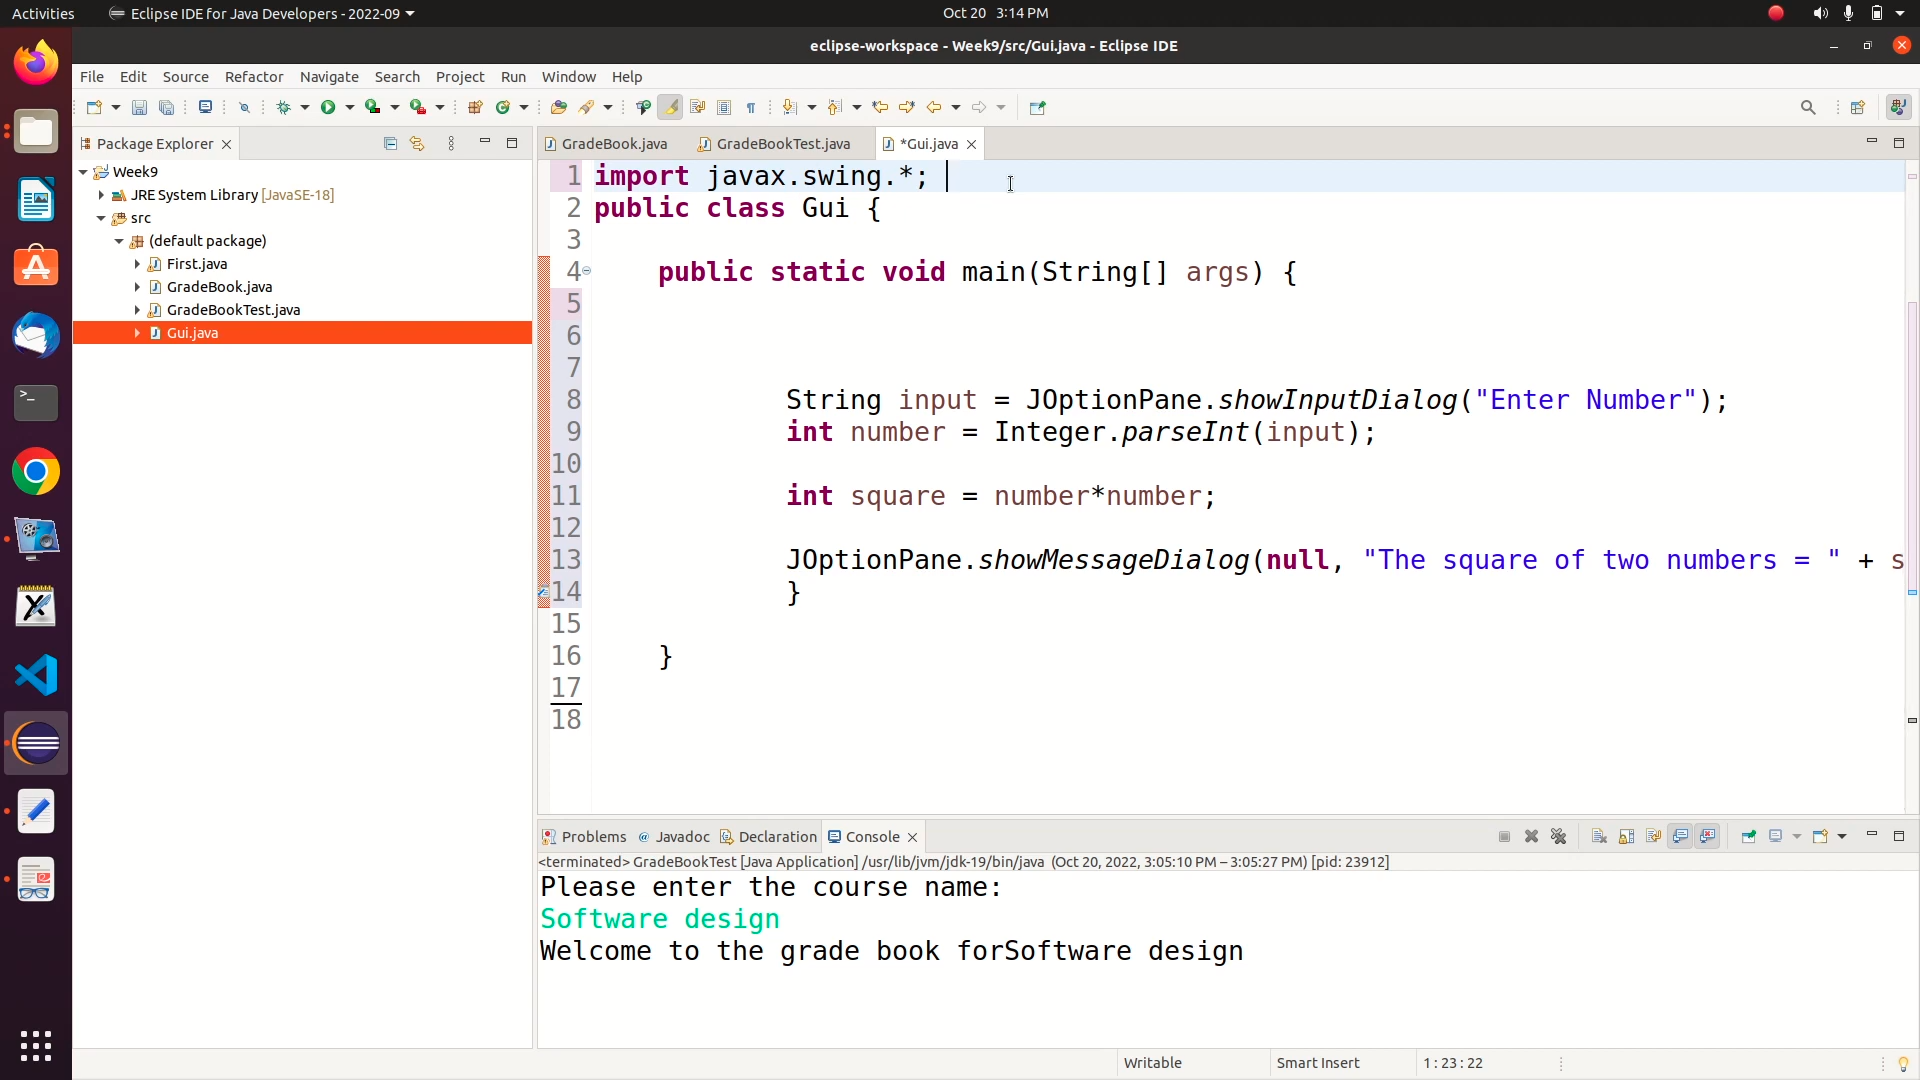 Activities
Eclipse IDE for Java Developers - 2022-09
Oct 20 3:14 PM
eclipse-workspace - Week9/src/Gui.java - Eclipse IDE
File Edit Source Refactor Navigate Search Project Run Window Help
Package Explorer
GradeBook.java
GradeBookTest.java
*Gui.java
Week9
JRE System Library [JavaSE-18]
src
(default package)
First.java
GradeBook.java
GradeBookTest.java
Gui.java
1 import javax.swing.*;
2 public class Gui {
3
4 public static void main(String[] args) {
5
6
7
8 String input = JOptionPane.showInputDialog("Enter Number");
9 int number = Integer.parseInt(input);
10
11 int square = number*number;
12
13 JOptionPane.showMessageDialog(null, "The square of two numbers = " + s
14 }
15
16 }
17
18
Problems
@ Javadoc
Declaration
Console
<terminated> GradeBookTest [Java Application] /usr/lib/jvm/jdk-19/bin/java (Oct 20, 2022, 3:05:10 PM – 3:05:27 PM) [pid: 23912]
Please enter the course name:
Software design
Welcome to the grade book forSoftware design
Writable
Smart Insert
1 : 23 : 22